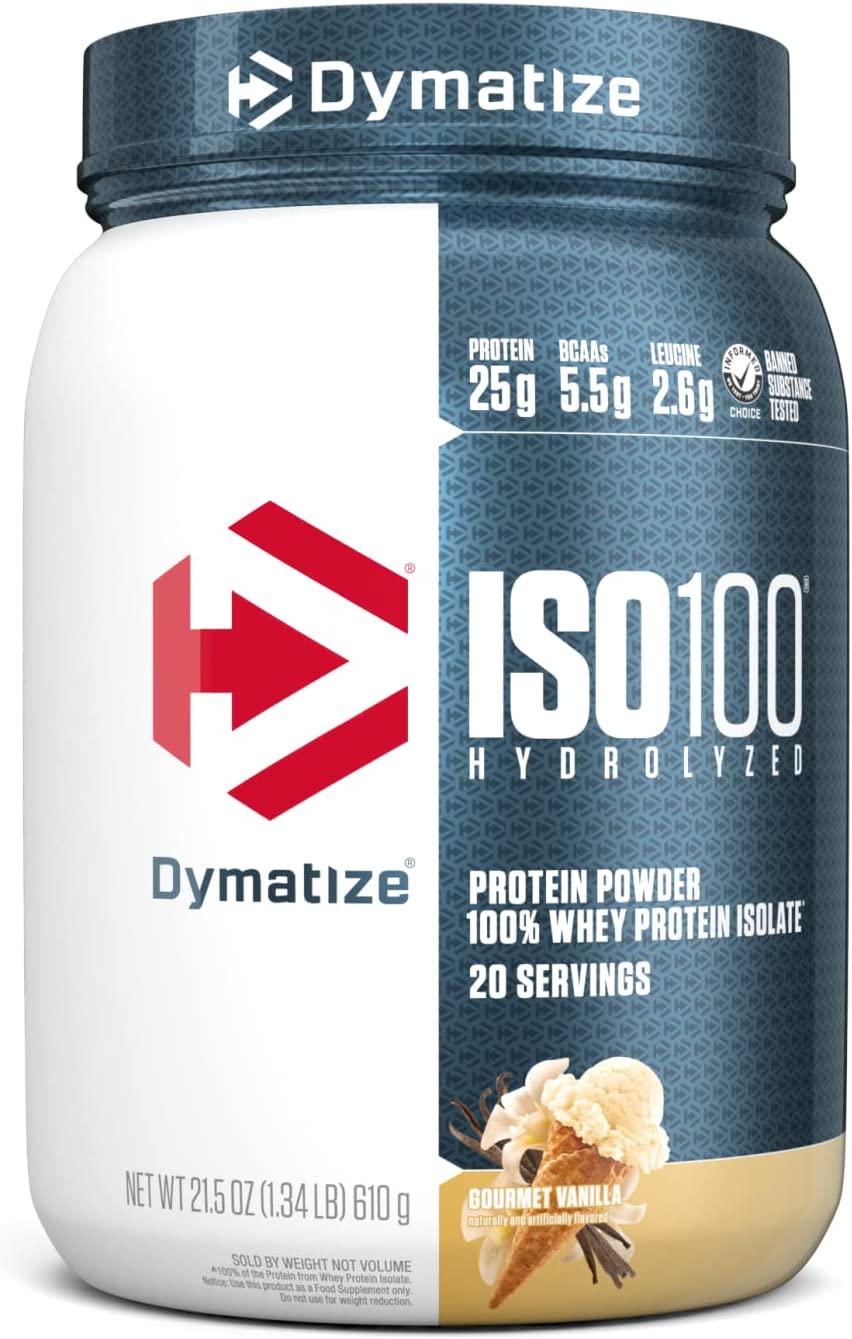 Dymatize
PROTEIN
25g
BCAAs
5.5g
LEUCINE
2.6g
INFORMED
CHOICE
BANNED
SUBSTANCE
TESTED
ISO100
HYDROLYZED
®
Dymatize®
PROTEIN POWDER
100% WHEY PROTEIN ISOLATE^
20 SERVINGS
GOURMET VANILLA
naturally and artificially flavored
NET WT 21.5 OZ (1.34 LB) 610 g
SOLD BY WEIGHT NOT VOLUME
^100% of the Protein from Whey Protein Isolate.
Notice: Use this product as a Food Supplement only.
Do not use for weight reduction.